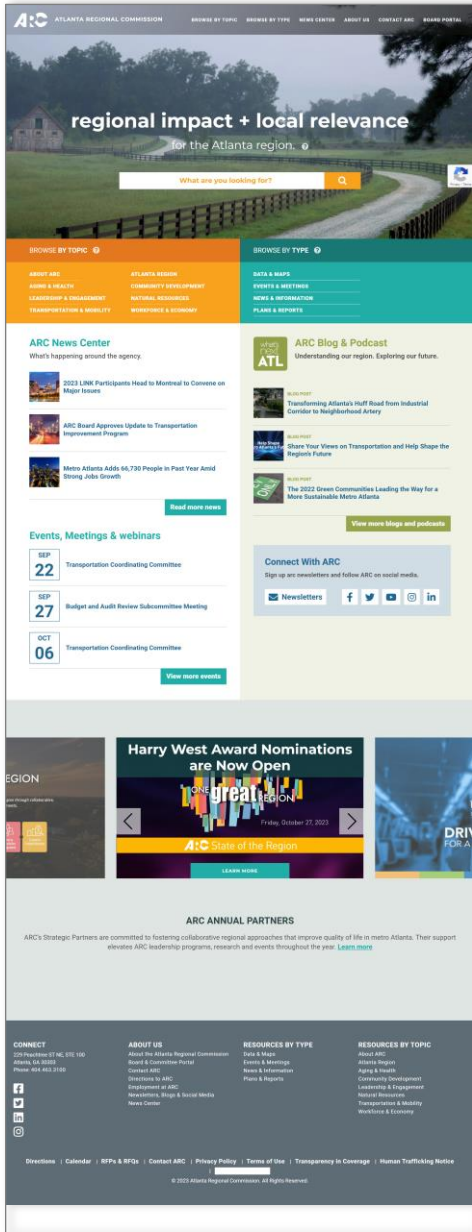 ARC ATLANTA REGIONAL COMMISSION
BROWSE BY TOPIC BROWSE BY TYPE NEWS CENTER ABOUT US CONTACT ARC BOARD PORTAL
regional impact + local relevance
for the Atlanta region.
What are you looking for?
BROWSE BY TOPIC
ABOUT ARC ATLANTA REGION
AGING & HEALTH COMMUNITY DEVELOPMENT
LEADERSHIP & ENGAGEMENT NATURAL RESOURCES
TRANSPORTATION & MOBILITY WORKFORCE & ECONOMY
BROWSE BY TYPE
DATA & MAPS
EVENTS & MEETINGS
NEWS & INFORMATION
PLANS & REPORTS
ARC News Center
What's happening around the agency.
2023 LINK Participants Head to Montreal to Convene on
Major Issues
ARC Board Approves Update to Transportation
Improvement Program
Metro Atlanta Adds 66,730 People in Past Year Amid
Strong Jobs Growth
Read more news
Events, Meetings & webinars
SEP
22
Transportation Coordinating Committee
SEP
27
Budget and Audit Review Subcommittee Meeting
OCT
06
Transportation Coordinating Committee
View more events
what's
next
ATL
ARC Blog & Podcast
Understanding our region. Exploring our future.
BLOG POST
Transforming Atlanta's Huff Road from Industrial
Corridor to Neighborhood Artery
BLOG POST
Share Your Views on Transportation and Help Shape the
Region's Future
BLOG POST
The 2022 Green Communities Leading the Way for a
More Sustainable Metro Atlanta
View more blogs and podcasts
Connect With ARC
Sign up arc newsletters and follow ARC on social media.
Newsletters
EGION
Harry West Award Nominations
are Now Open
ONE
great
REGION
Friday, October 27, 2023
ARC State of the Region
LEARN MORE
DRIV
FOR A
ARC ANNUAL PARTNERS
ARC's Strategic Partners are committed to fostering collaborative regional approaches that improve quality of life in metro Atlanta. Their support
elevates ARC leadership programs, research and events throughout the year. Learn more
CONNECT
229 Peachtree ST NE, STE 100
Atlanta, GA 30303
Phone: 404.463.3100
ABOUT US
About the Atlanta Regional Commission
Board & Committee Portal
Contact ARC
Directions to ARC
Employment at ARC
Newsletters, Blogs & Social Media
News Center
RESOURCES BY TYPE
Data & Maps
Events & Meetings
News & Information
Plans & Reports
RESOURCES BY TOPIC
About ARC
Atlanta Region
Aging & Health
Community Development
Leadership & Engagement
Natural Resources
Transportation & Mobility
Workforce & Economy
Directions | Calendar | RFPs & RFQs | Contact ARC | Privacy Policy | Terms of Use | Transparency in Coverage | Human Trafficking Notice
|
© 2023 Atlanta Regional Commission. All Rights Reserved.